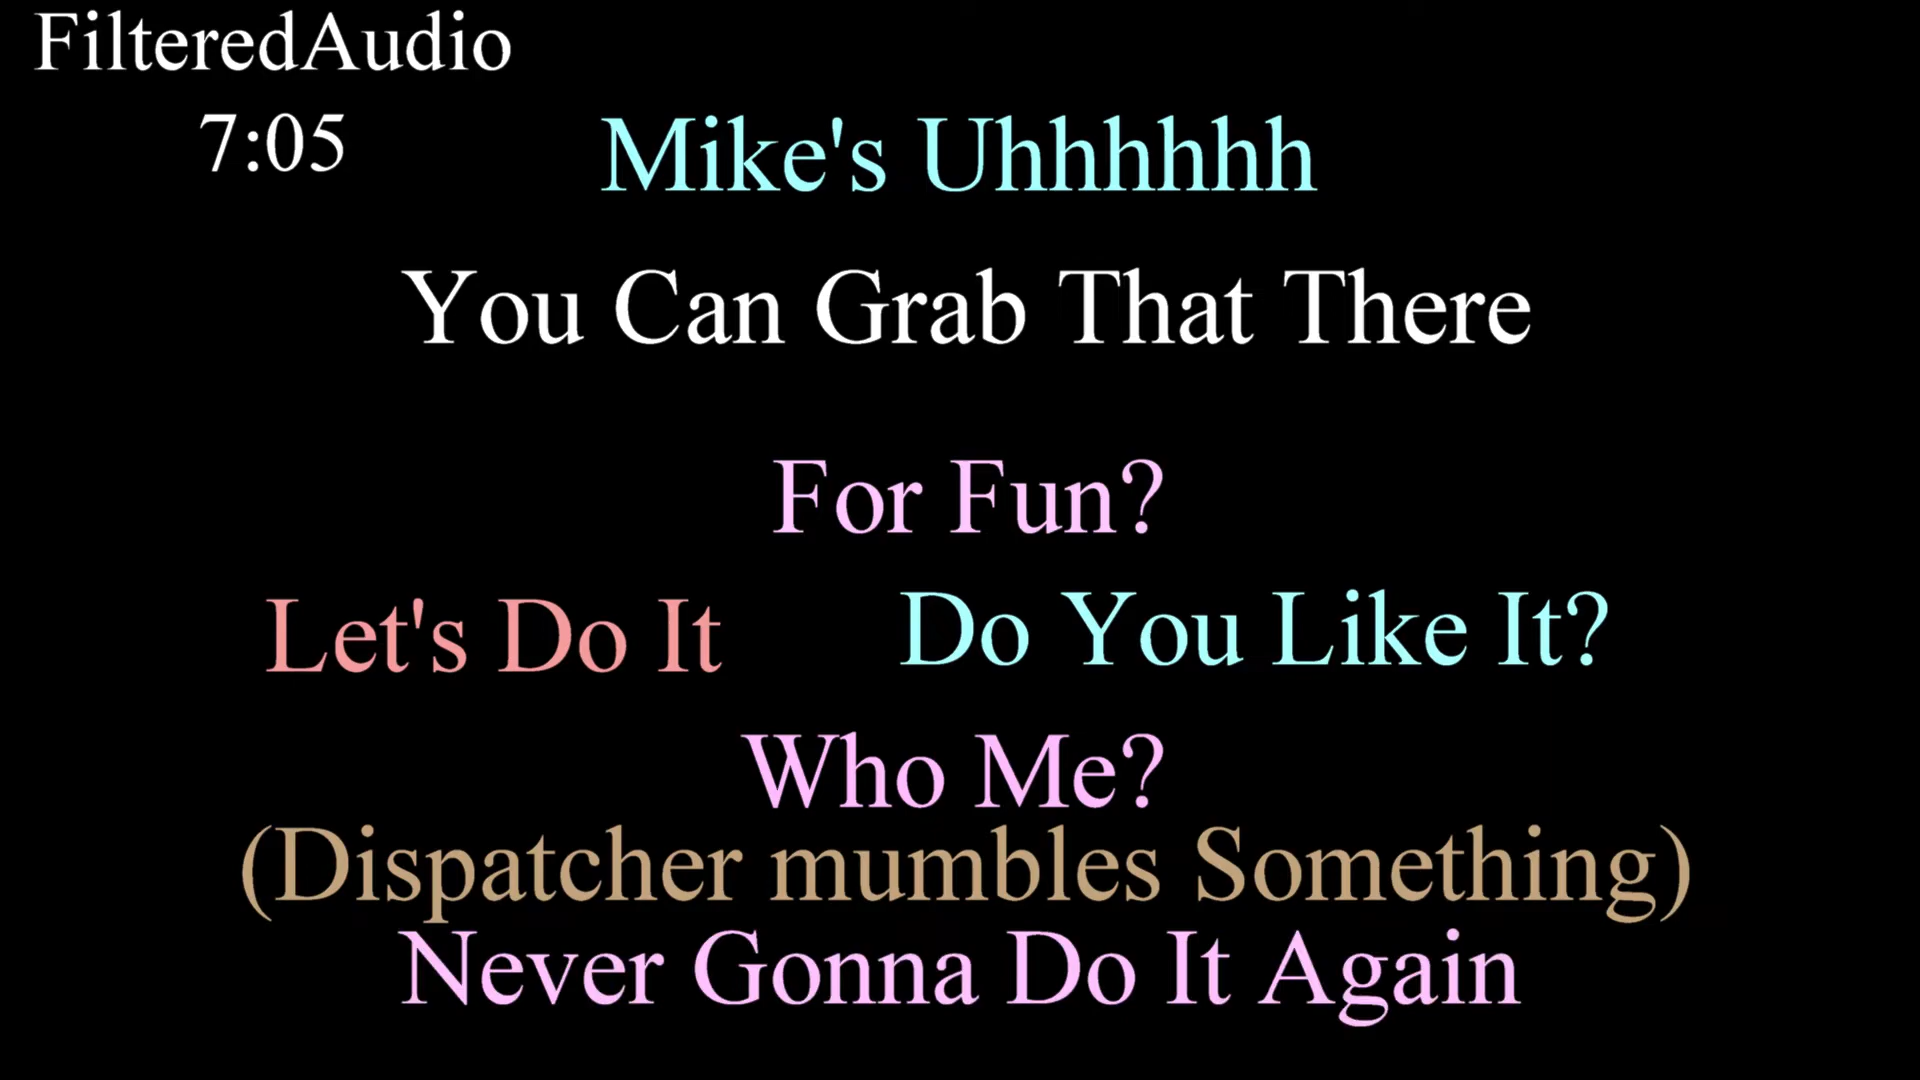 FilteredAudio
7:05
Mike's Uhhhhhh
You Can Grab That There
For Fun?
Let's Do It
Do You Like It?
Who Me?
(Dispatcher mumbles Something)
Never Gonna Do It Again